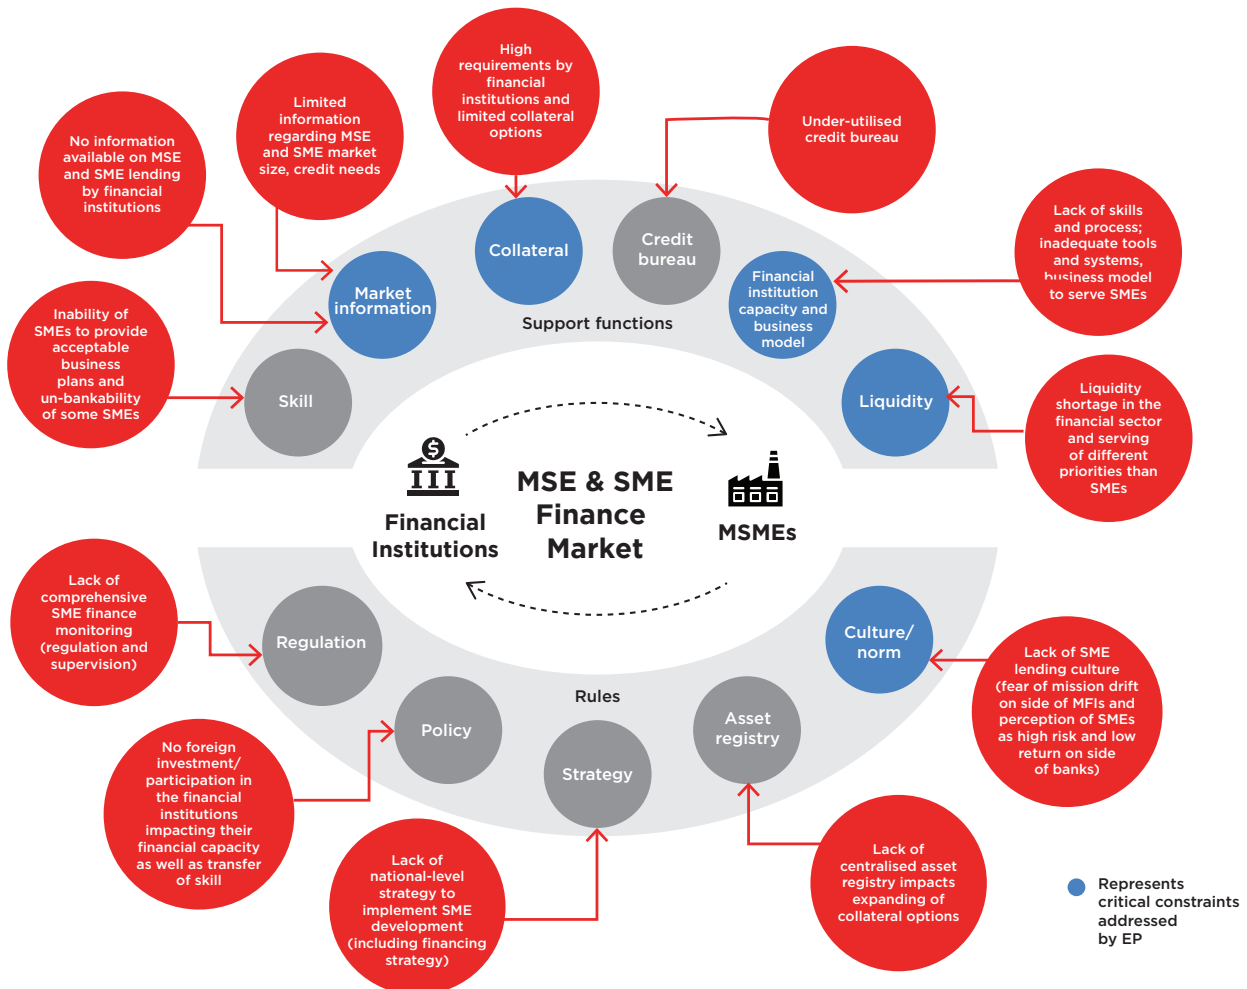 High
requirements by
financial
institutions and
limited collateral
options
Limited
information
regarding MSE
and SME market
size, credit needs
Under-utilised
credit bureau
No information
available on MSE
and SME lending
by financial
institutions
Lack of skills
and process;
inadequate tools
and systems,
business model
to serve SMEs
Inability of
SMEs to provide
acceptable
business
plans and
un-bankability
of some SMEs
Liquidity
shortage in the
financial sector
and serving
of different
priorities than
SMEs
Skill
Market
information
Collateral
Credit
bureau
Financial
institution
capacity and
business
model
Liquidity
Support functions
Financial
Institutions
MSE & SME
Finance
Market
MSMEs
Rules
Regulation
Policy
Strategy
Asset
registry
Culture/
norm
Lack of
comprehensive
SME finance
monitoring
(regulation and
supervision)
No foreign
investment/
participation in
the financial
institutions
impacting their
financial capacity
as well as transfer
of skill
Lack of
national-level
strategy to
implement SME
development
(including financing
strategy)
Lack of
centralised asset
registry impacts
expanding of
collateral options
Lack of SME
lending culture
(fear of mission drift
on side of MFIs and
perception of SMEs
as high risk and low
return on side
of banks)
Represents
critical constraints
addressed
by EP